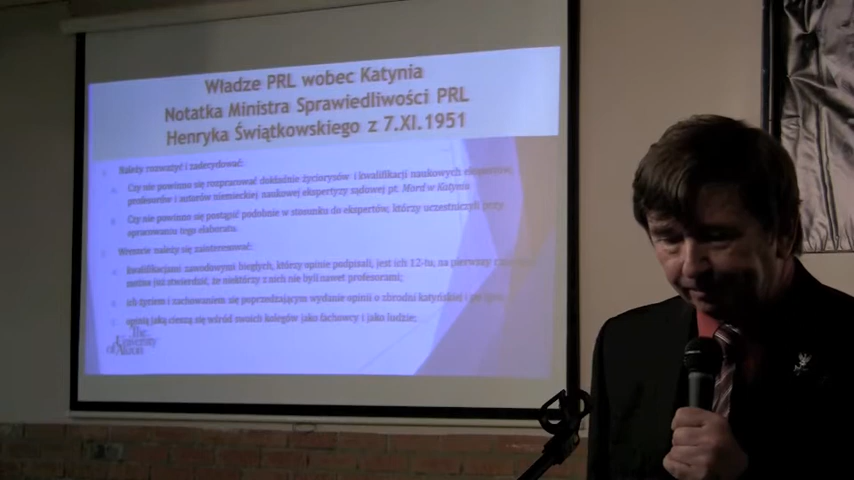 Władze PRL wobec Katynia
Notatka Ministra Sprawiedliwości PRL
Henryka Świątkowskiego z 7.XI.1951
Należy rozważyć i zadecydować:
Czy nie powinno się rozpracować dokładnie życiorysów i kwalifikacji naukowych ekspertów,
profesorów i autorów niemieckiej naukowej ekspertyzy sądowej pt. Mord w Katyniu
Czy nie powinno się postąpić podobnie w stosunku do ekspertów, którzy uczestniczyli przy
opracowaniu tego elaboratu.
Wreszcie należy się zainteresować:
kwalifikacjami zawodowymi biegłych, którzy opinie podpisali, jest ich 12-tu, na pierwszy
można już stwierdzić, że niektórzy z nich nie byli nawet profesorami;
ich życiem i zachowaniem się poprzedzającym wydanie opinii o zbrodni katyńskiej i po
opinią jaką cieszą się wśród swoich kolegów jako fachowcy i jako ludzie;
The
University
of Akron